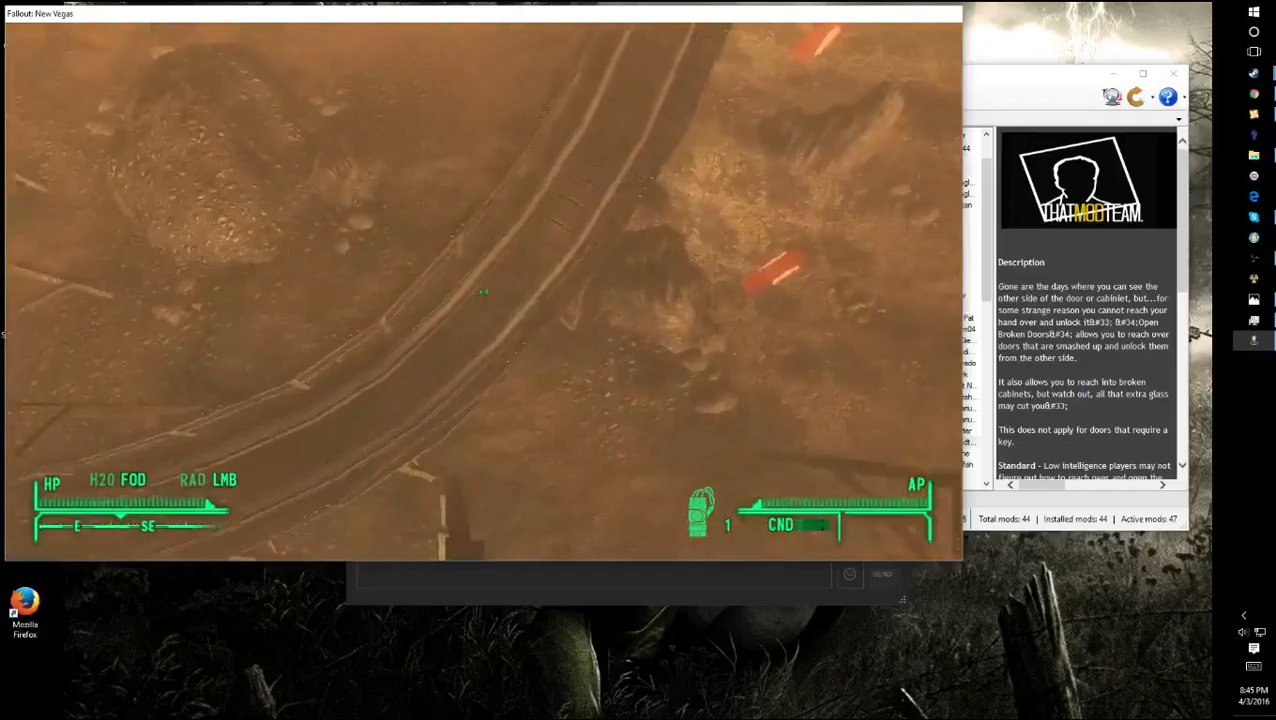 Fallout: New Vegas
HP
H2O FOD
RAD LMB
E
SE
AP
1
CND
THATMODTEAM.
Description
Gone are the days where you can see the
other side of the door or cabiniet, but...for
some strange reason you cannot reach your
hand over and unlock it&#33; &#34;Open
Broken Doors&#34; allows you to reach over
doors that are smashed up and unlock them
from the other side.
It also allows you to reach into broken
cabinets, but watch out, all that extra glass
may cut you&#33;
This does not apply for doors that require a
key.
Standard - Low intelligence players may not
Total mods: 44
Installed mods: 44
Active mods: 47
SEND
Mozilla
Firefox
8:45 PM
4/3/2016